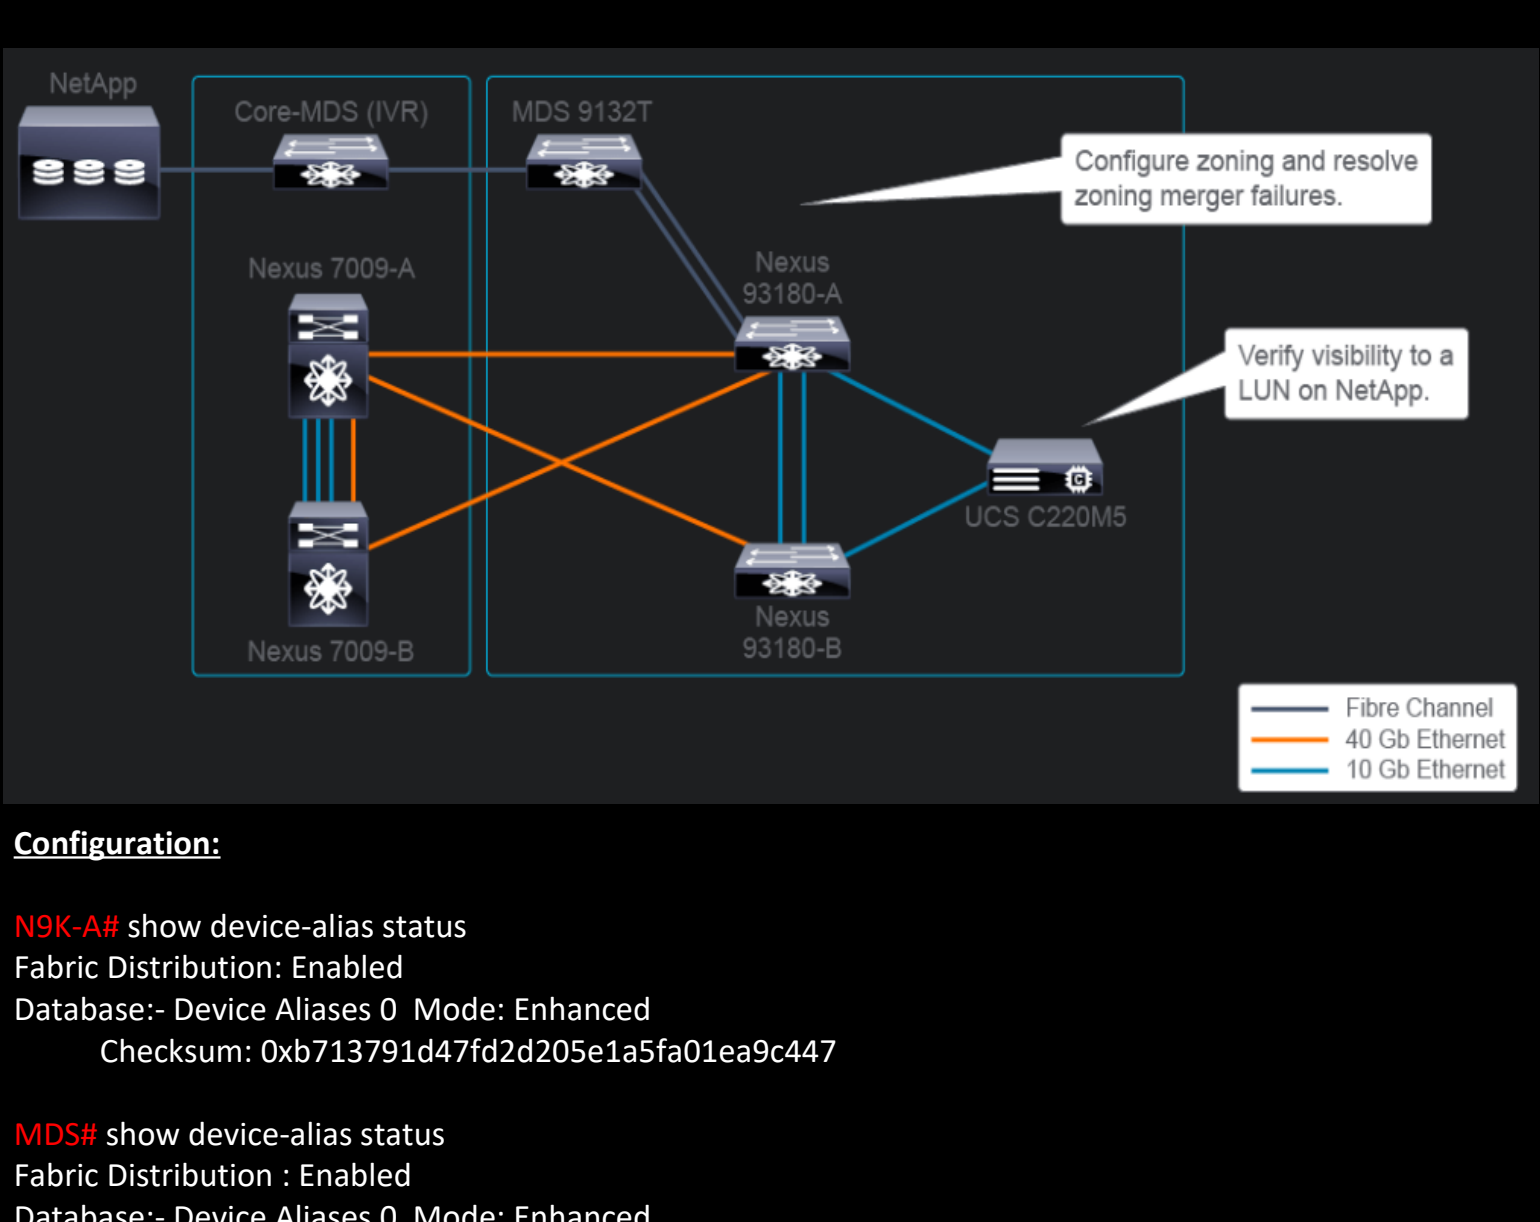 NetApp
Core-MDS (IVR)
MDS 9132T
Configure zoning and resolve
zoning merger failures.
Nexus 7009-A
Nexus
93180-A
Verify visibility to a
LUN on NetApp.
UCS C220M5
Nexus 7009-B
Nexus
93180-B
Fibre Channel
40 Gb Ethernet
10 Gb Ethernet
Configuration:
N9K-A# show device-alias status
Fabric Distribution: Enabled
Database:- Device Aliases 0 Mode: Enhanced
Checksum: 0xb713791d47fd2d205e1a5fa01ea9c447
MDS# show device-alias status
Fabric Distribution : Enabled
Database:- Device Aliases 0 Mode: Enhanced